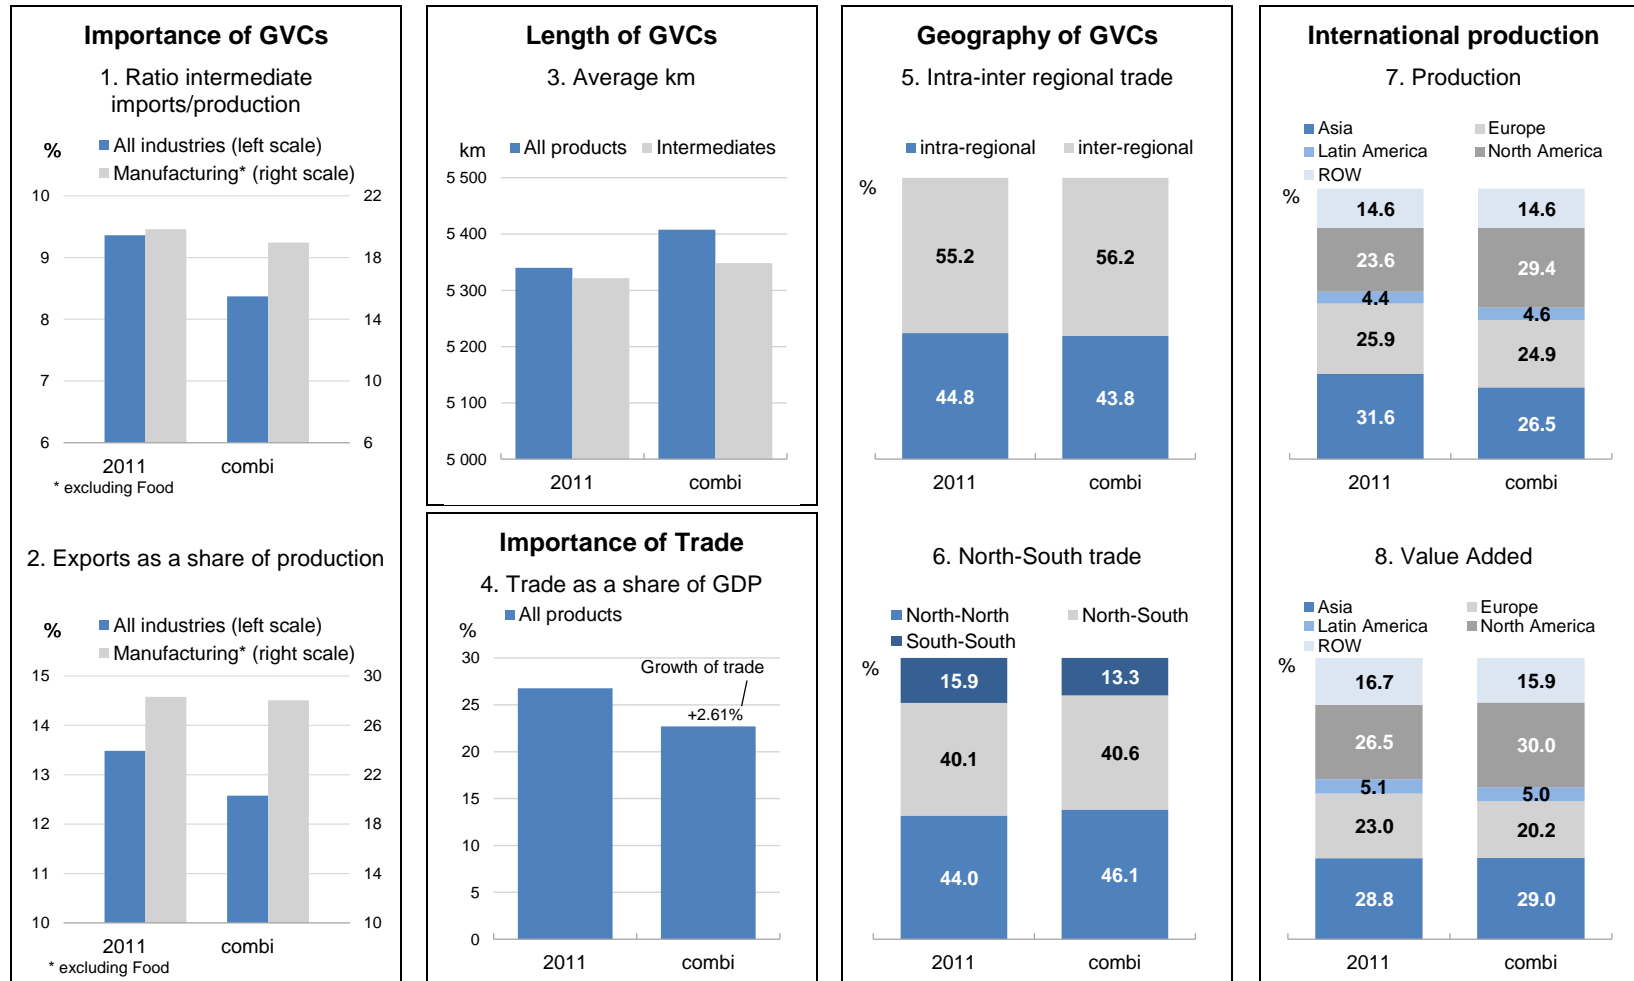 Importance of GVCs
1. Ratio intermediate
imports/production
% All industries (left scale)
Manufacturing* (right scale)
10 22
9 18
8 14
7 10
6 6
2011 combi
* excluding Food
2. Exports as a share of production
% All industries (left scale)
Manufacturing* (right scale)
15 30
14 26
13 22
12 18
11 14
10 10
2011 combi
* excluding Food
Length of GVCs
3. Average km
km All products Intermediates
5 500
5 400
5 300
5 200
5 100
5 000
2011 combi
Importance of Trade
4. Trade as a share of GDP
All products
%
30
Growth of trade
25
+2.61%
20
15
10
5
0
2011 combi
Geography of GVCs
5. Intra-inter regional trade
intra-regional inter-regional
%
55.2 56.2
44.8 43.8
2011 combi
6. North-South trade
North-North North-South
South-South
%
15.9 13.3
40.1 40.6
44.0 46.1
2011 combi
International production
7. Production
Asia Europe
Latin America North America
ROW
%
14.6 14.6
23.6 29.4
4.4 4.6
25.9 24.9
31.6 26.5
2011 combi
8. Value Added
Asia Europe
Latin America North America
ROW
%
16.7 15.9
26.5 30.0
5.1 5.0
23.0 20.2
28.8 29.0
2011 combi